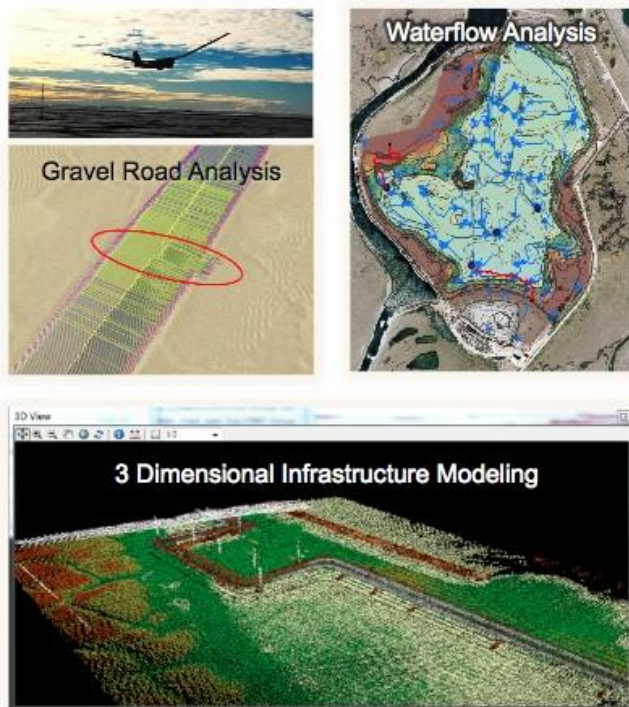 Waterflow Analysis
Gravel Road Analysis
3D View
3 Dimensional Infrastructure Modeling